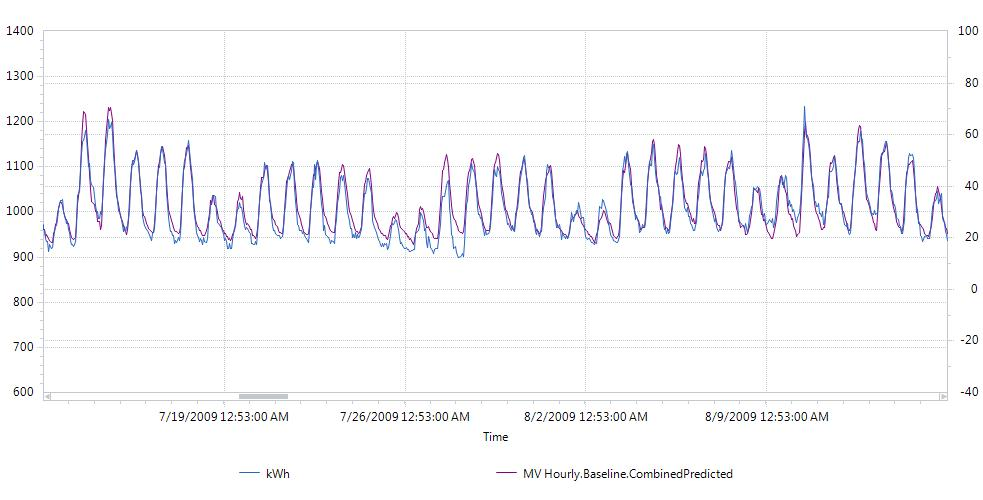 1400
1300
1200
1100
1000
900
800
700
600
100
80
60
40
20
0
-20
-40
7/19/2009 12:53:00 AM
7/26/2009 12:53:00 AM
8/2/2009 12:53:00 AM
8/9/2009 12:53:00 AM
Time
kWh
MV Hourly.Baseline.CombinedPredicted